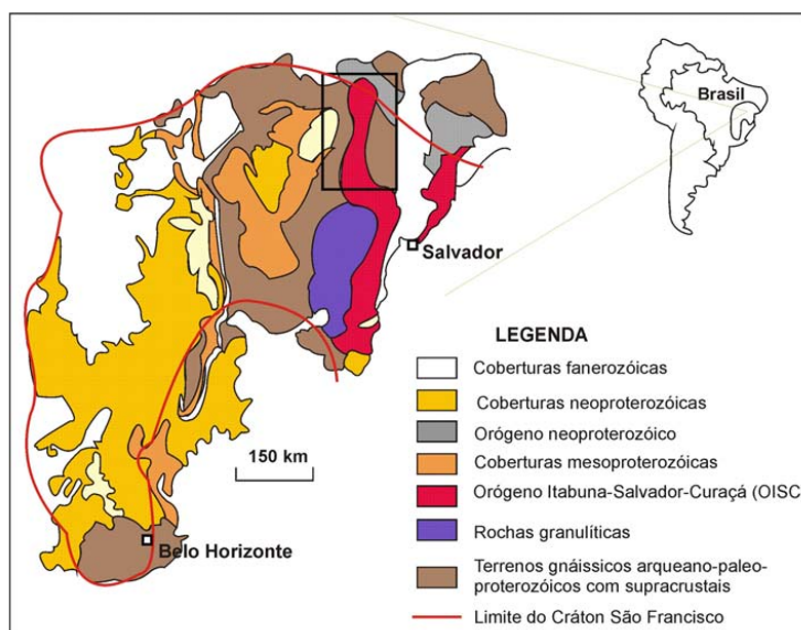 Brasil
Salvador
150 km
Belo Horizonte
LEGENDA
Coberturas fanerozóicas
Coberturas neoproterozóicas
Orógeno neoproterozóico
Coberturas mesoproterozóicas
Orógeno Itabuna-Salvador-Curaçá (OISC
Rochas granulíticas
Terrenos gnáissicos arqueano-paleo-
proterozóicos com supracrustais
Limite do Cráton São Francisco